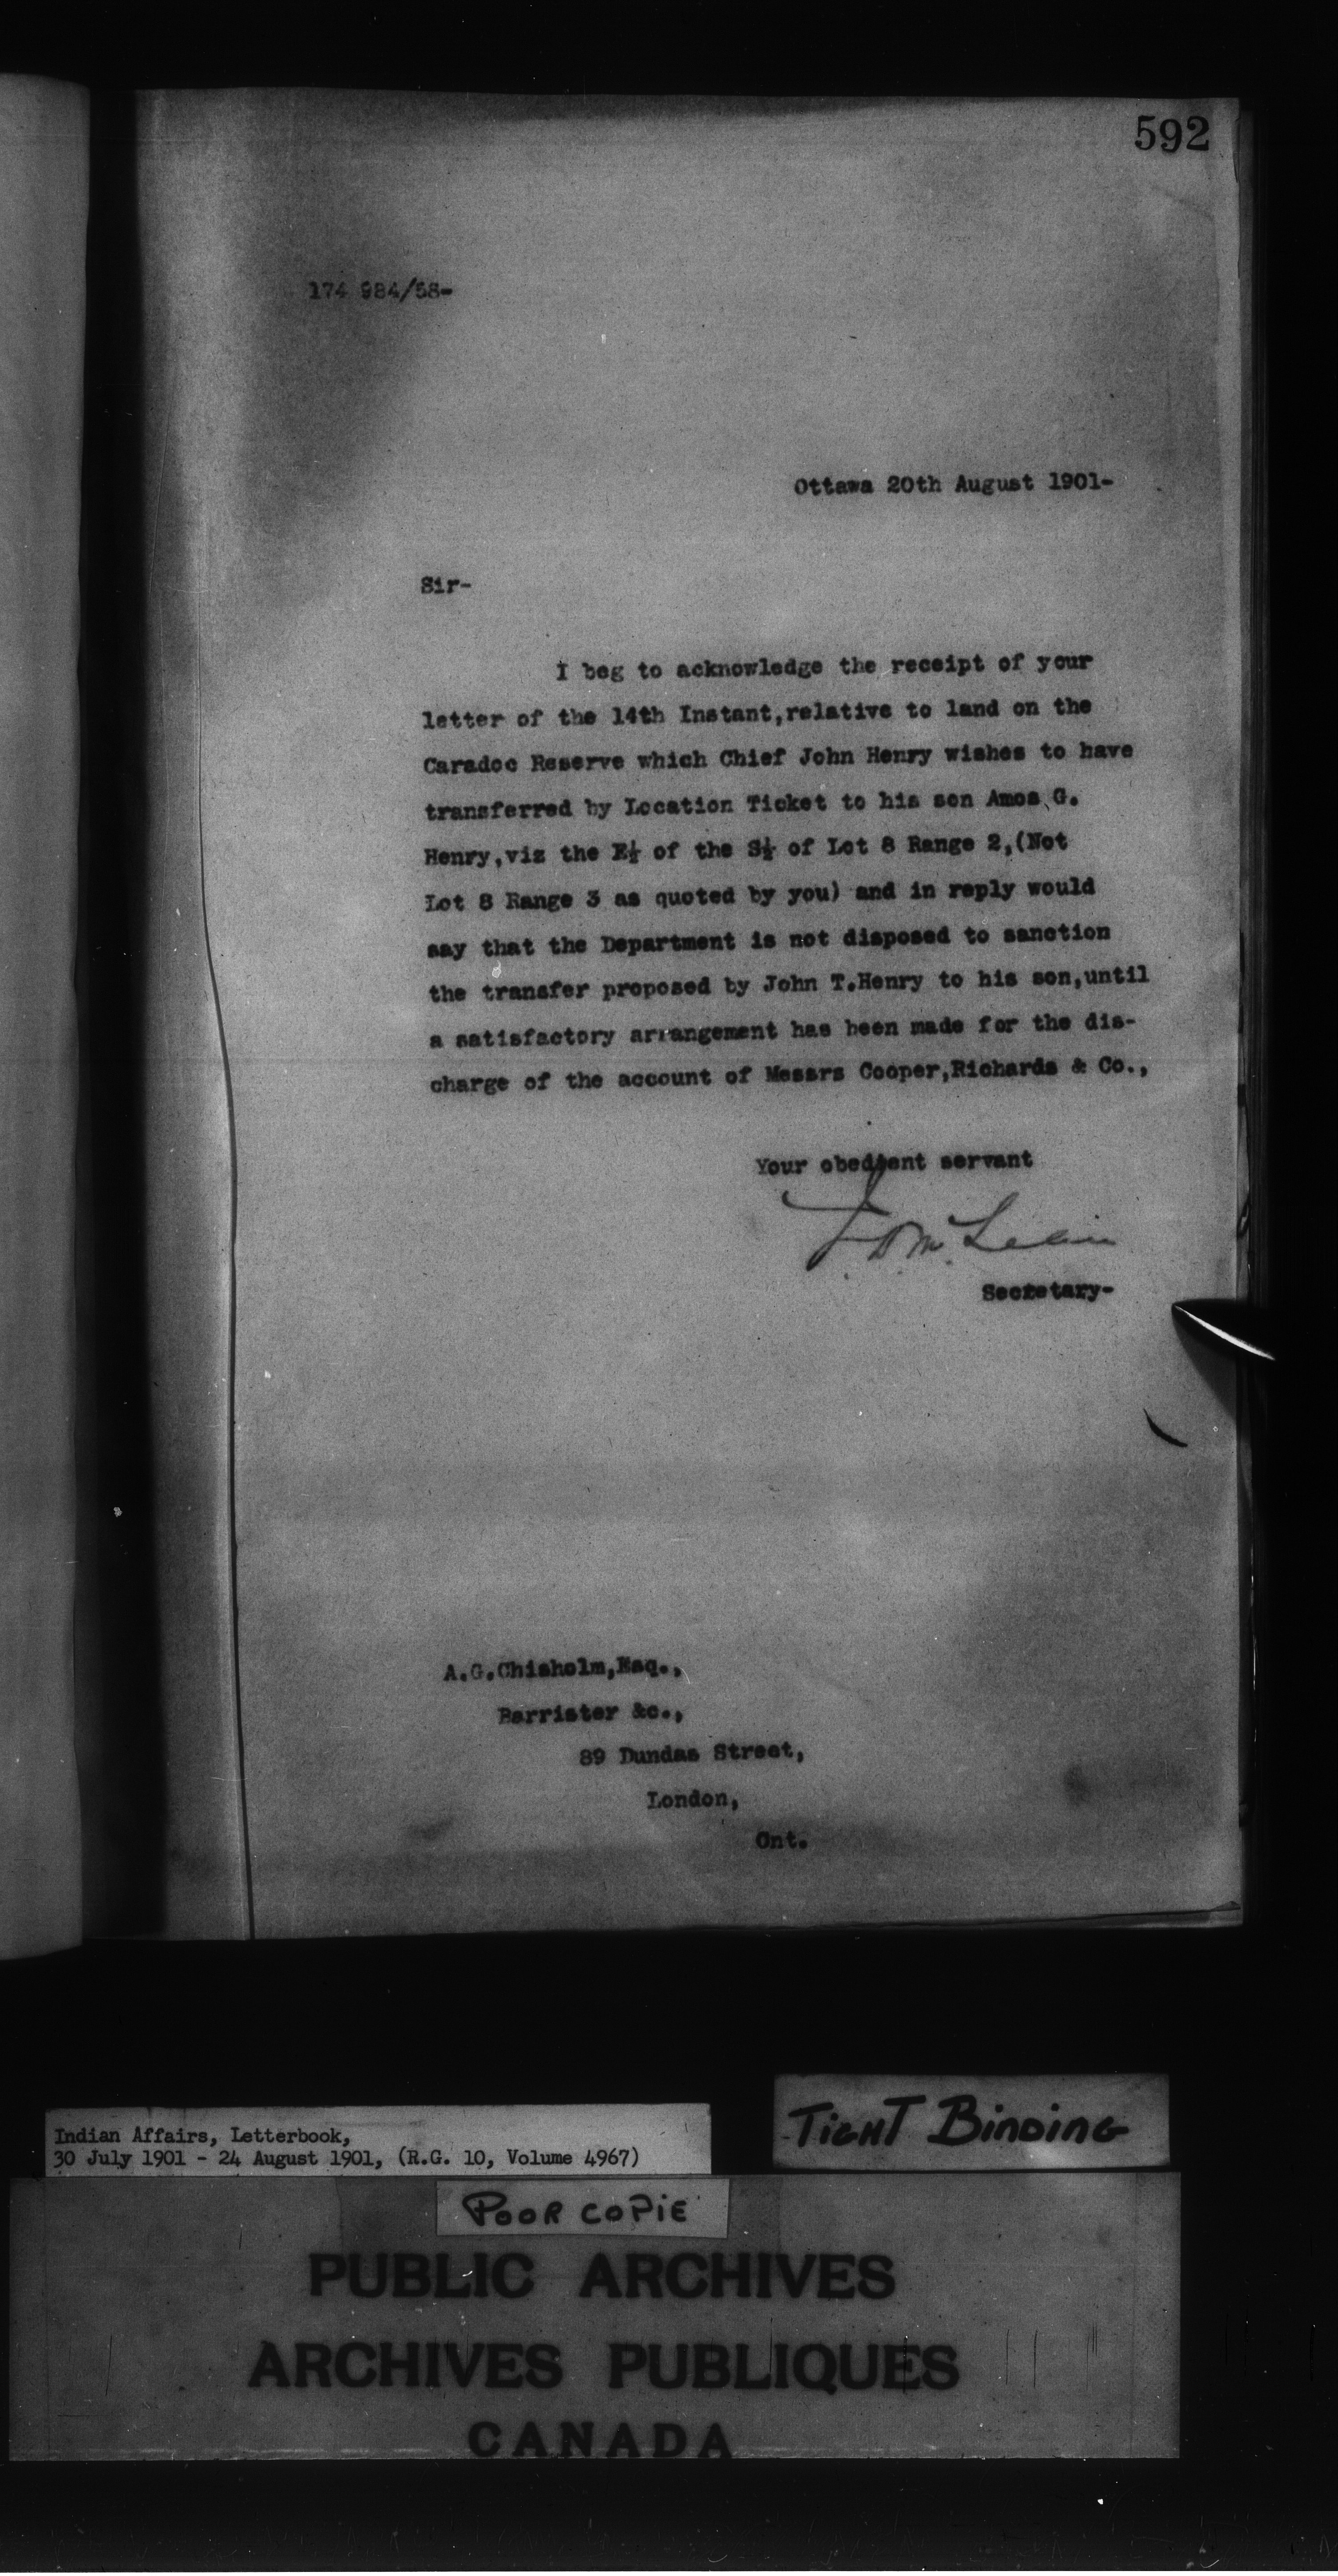 592
174 984/58-
Ottawa 20th August 1901-
Sir-
I beg to acknowledge the receipt of your
letter of the 14th Instant,relative to land on the
Caradoc Reserve which Chief John Henry wishes to have
transferred by Location Ticket to his son Amos G.
Henry,viz the E½ of the S½ of Lot 8 Range 2,(Not
Lot 8 Range 3 as quoted by you) and in reply would
say that the Department is not disposed to sanction
the transfer proposed by John T.Henry to his son,until
a satisfactory arrangement has been made for the dis-
charge of the account of Messrs Cooper,Richards & Co.,
Your obedient servant
J. D. McLean
Secretary-
A.G.Chisholm,Esq.,
Barrister &c.,
89 Dundas Street,
London,
Ont.
TIGHT BINDING
Indian Affairs, Letterbook,
30 July 1901 - 24 August 1901, (R.G. 10, Volume 4967)
POOR COPIE
PUBLIC ARCHIVES
ARCHIVES PUBLIQUES
CANADA